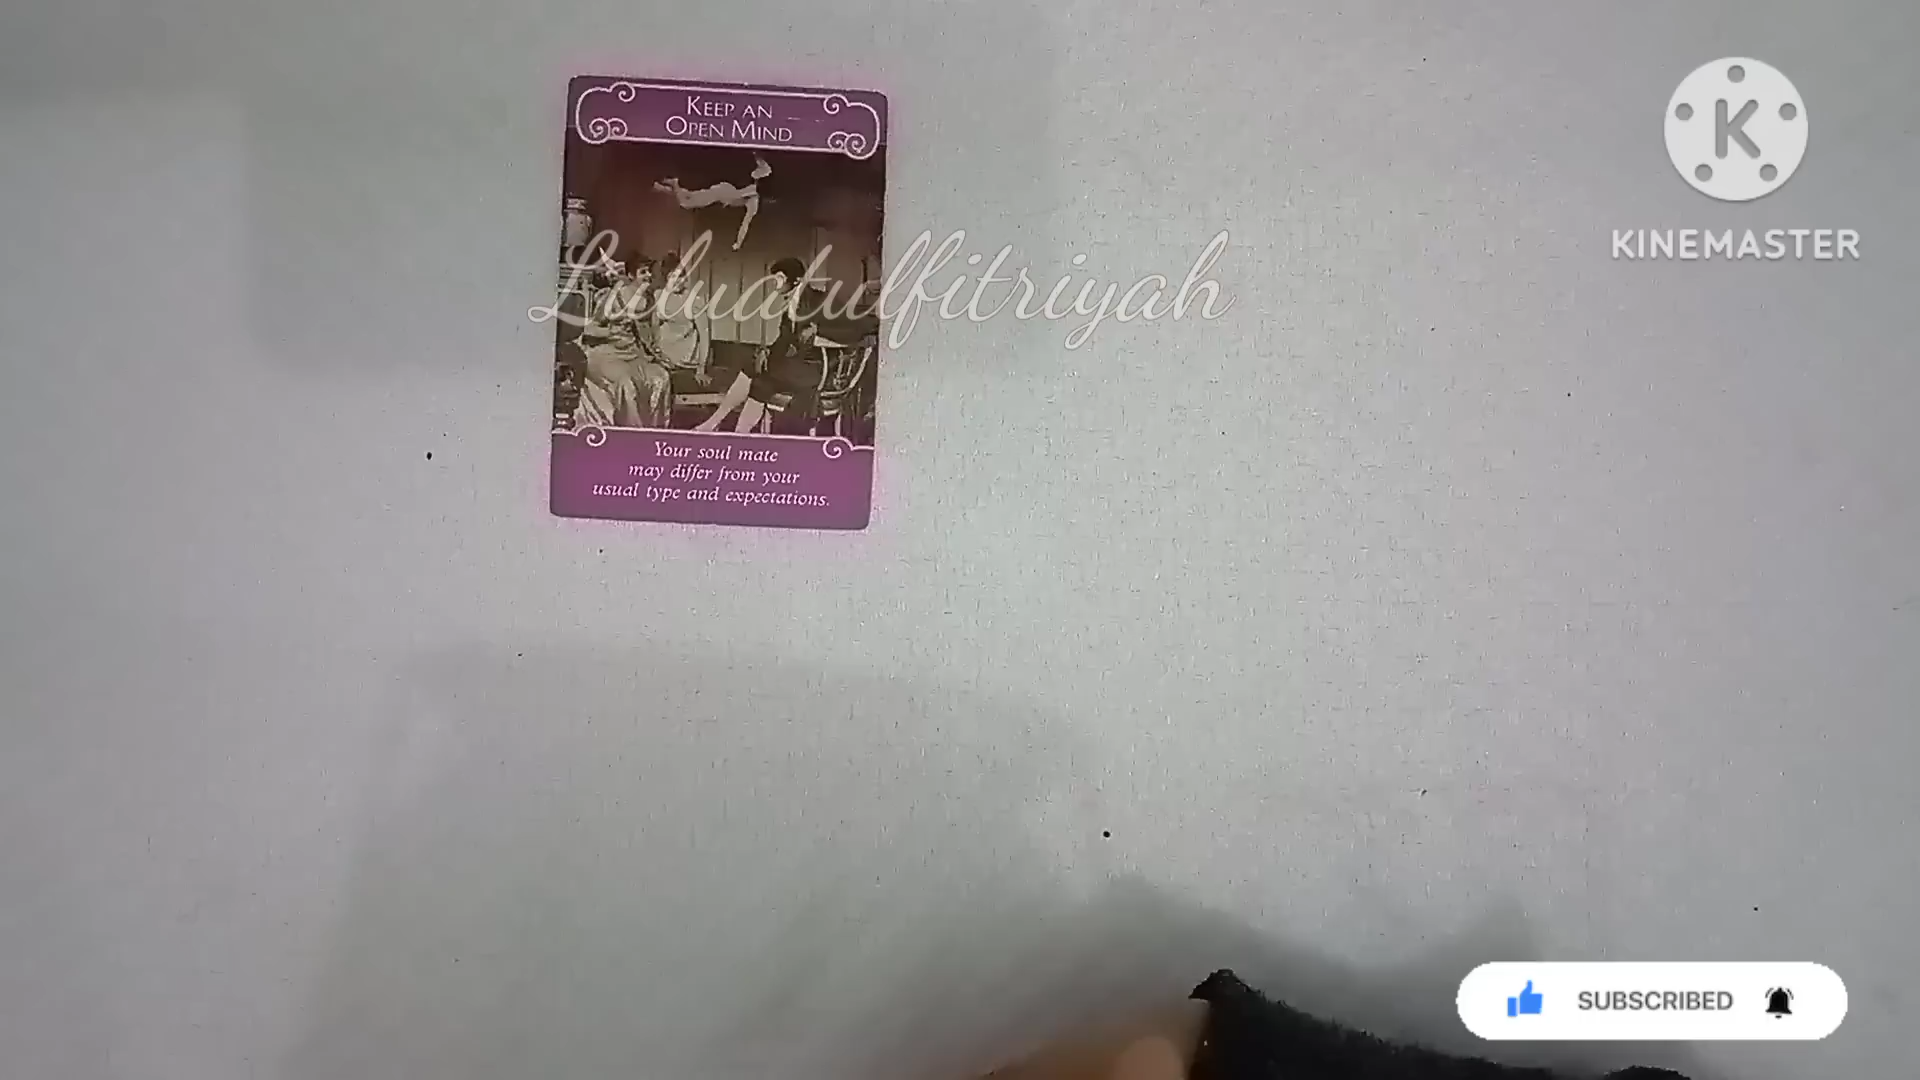 KEEP AN
OPEN MIND
Luluatulfitriyah
Your soul mate
may differ from your
usual type and expectations.
K
KINEMASTER
SUBSCRIBED